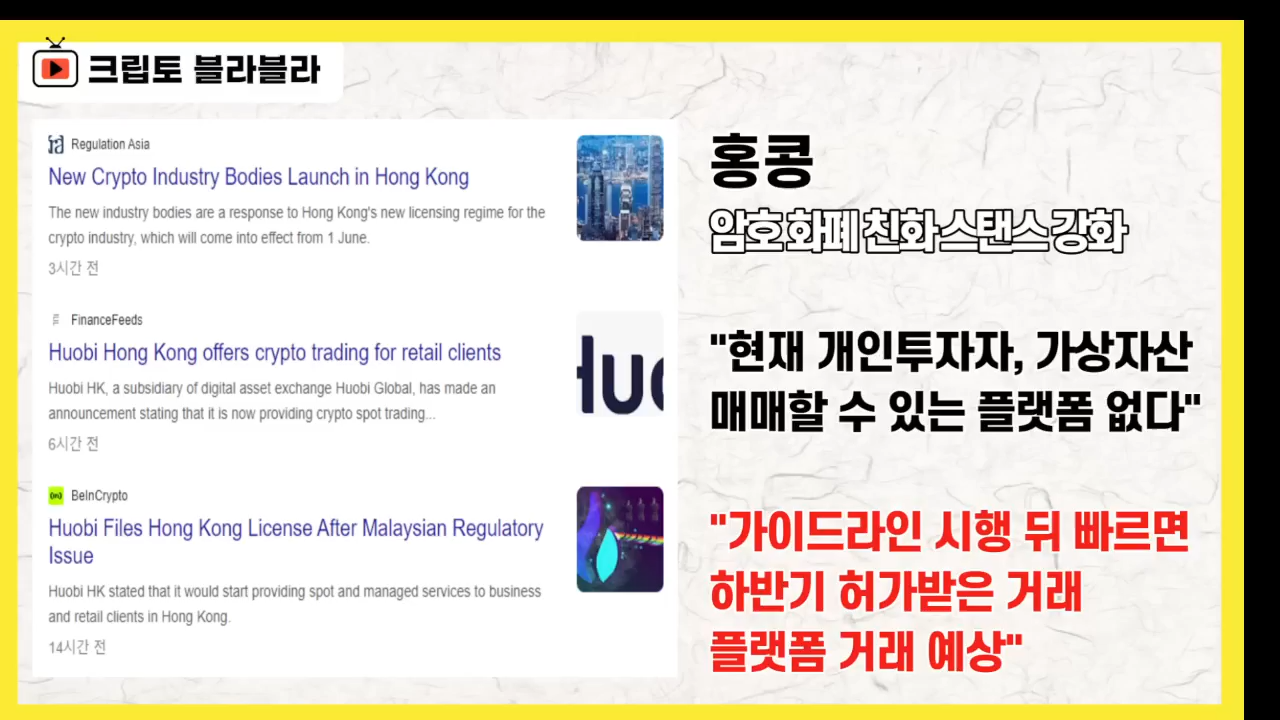 크립토 블라블라
Regulation Asia
New Crypto Industry Bodies Launch in Hong Kong
The new industry bodies are a response to Hong Kong's new licensing regime for the
crypto industry, which will come into effect from 1 June.
3시간 전
FinanceFeeds
Huobi Hong Kong offers crypto trading for retail clients
Huobi HK, a subsidiary of digital asset exchange Huobi Global, has made an
announcement stating that it is now providing crypto spot trading...
6시간 전
Huo
BeInCrypto
Huobi Files Hong Kong License After Malaysian Regulatory
Issue
Huobi HK stated that it would start providing spot and managed services to business
and retail clients in Hong Kong.
14시간 전
홍콩
암호화폐 친화 스탠스 강화
"현재 개인투자자, 가상자산
매매할 수 있는 플랫폼 없다"
"가이드라인 시행 뒤 빠르면
하반기 허가받은 거래
플랫폼 거래 예상"